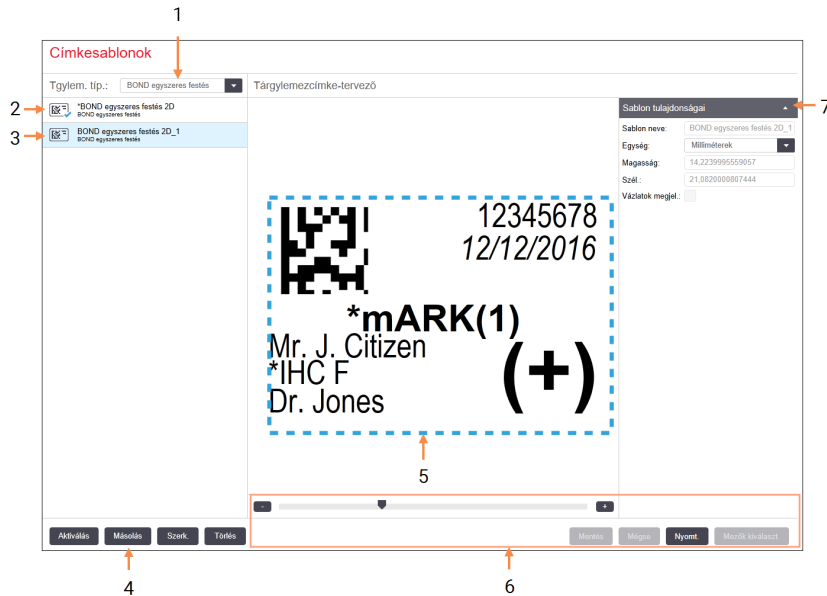 1
Címkesablonok
Tgylem. típ.: BOND egyszeres festés
Tárgylemezcímke-tervező
2
*BOND egyszeres festés 2D
BOND egyszeres festés
3
BOND egyszeres festés 2D_1
BOND egyszeres festés
Sablon tulajdonságai
7
Sablon neve: BOND egyszeres festés 2D_1
Egység: Milliméterek
Magasság: 14,2239995559057
Szél.: 21,0820000807444
Vázlatok megjel.:
12345678
12/12/2016
*mARK(1)
Mr. J. Citizen
*IHC F
Dr. Jones
(+)
5
- +
Aktiválás Másolás Szerk. Törlés
Mentés Mégse Nyomt. Mezők kiválaszt
4
6